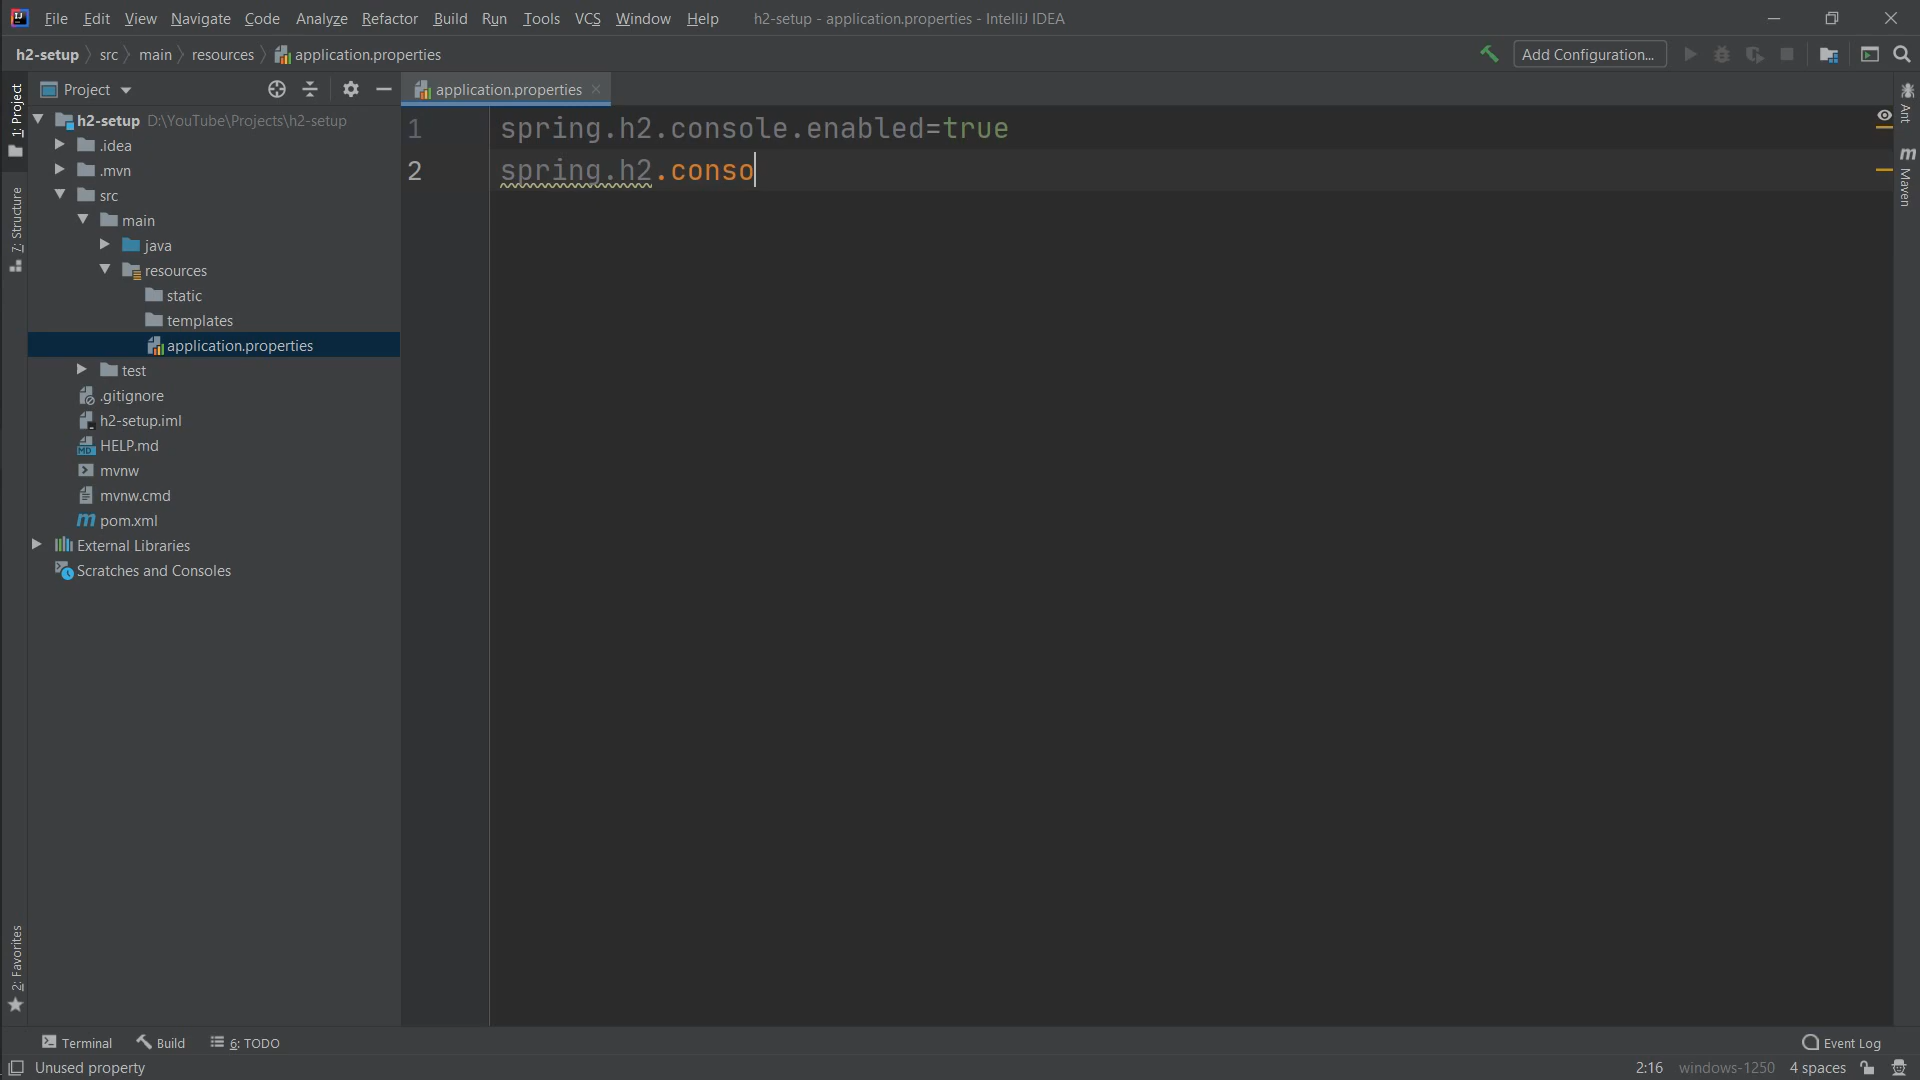 File Edit View Navigate Code Analyze Refactor Build Run Tools VCS Window Help h2-setup - application.properties - IntelliJ IDEA
h2-setup src main resources application.properties Add Configuration...
Project application.properties
1: Project
7: Structure
2: Favorites
h2-setup D:\YouTube\Projects\h2-setup
.idea
.mvn
src
main
java
resources
static
templates
application.properties
test
.gitignore
h2-setup.iml
HELP.md
mvnw
mvnw.cmd
pom.xml
External Libraries
Scratches and Consoles
1 spring.h2.console.enabled=true
2 spring.h2.conso
Ant
m Maven
Terminal Build 6: TODO Event Log
Unused property 2:16 windows-1250 4 spaces